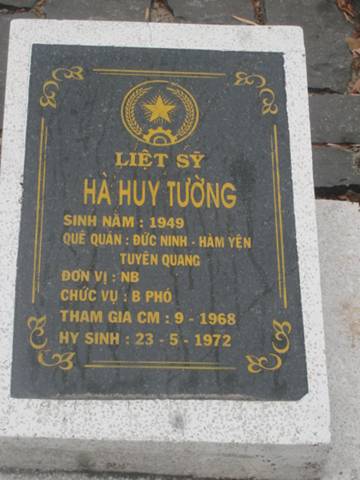 LIỆT SỸ
HÀ HUY TƯỜNG
SINH NĂM : 1949
QUÊ QUÁN : ĐỨC NINH - HÀM YÊN
TUYÊN QUANG
ĐƠN VỊ : NB
CHỨC VỤ : B PHÓ
THAM GIA CM : 9 - 1968
HY SINH : 23 - 5 - 1972